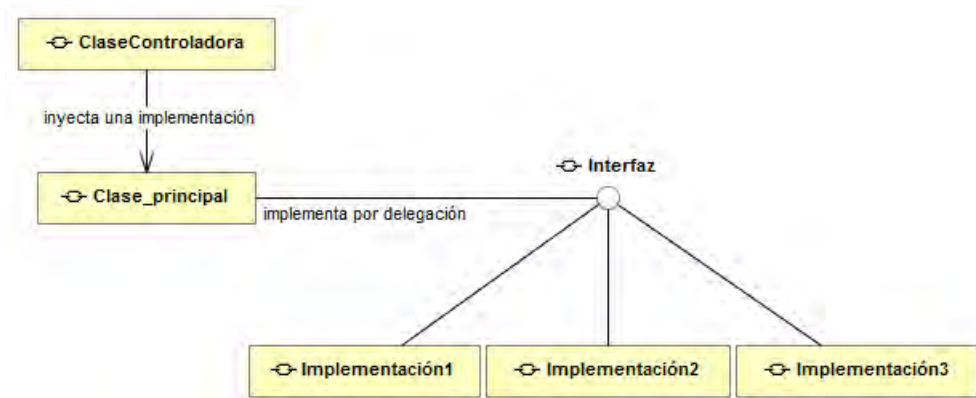 ClaseControladora
inyecta una implementación
Interfaz
Clase_principal
implementa por delegación
Implementación1
Implementación2
Implementación3